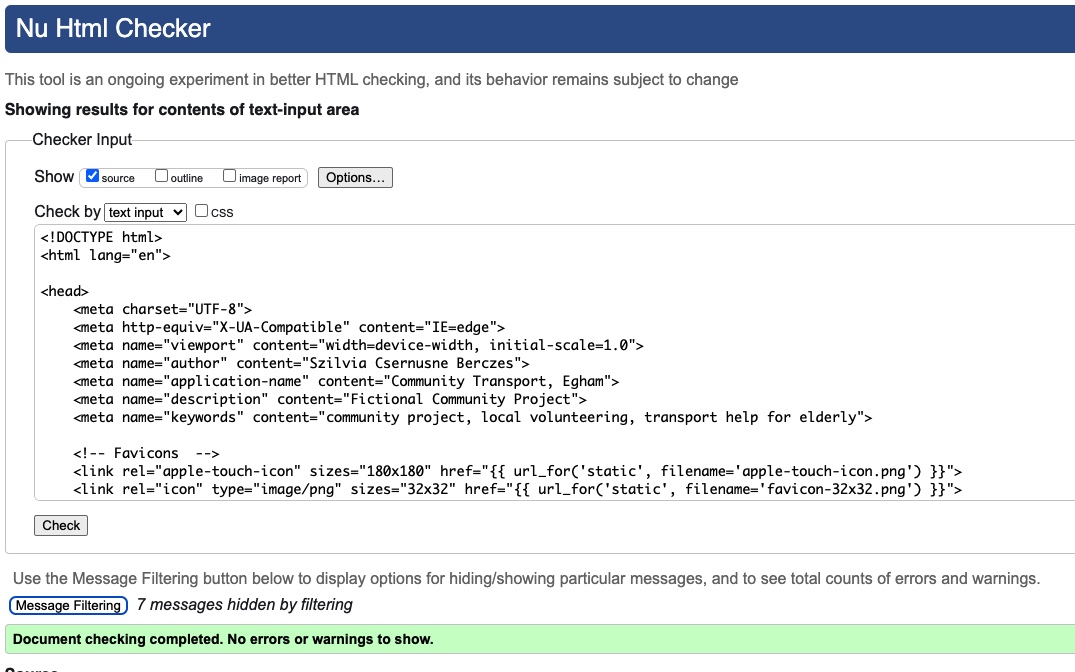 Nu Html Checker
This tool is an ongoing experiment in better HTML checking, and its behavior remains subject to change
Showing results for contents of text-input area
Checker Input
Show source outline image report Options...
Check by text input css
<!DOCTYPE html>
<html lang="en">
<head>
<meta charset="UTF-8">
<meta http-equiv="X-UA-Compatible" content="IE=edge">
<meta name="viewport" content="width=device-width, initial-scale=1.0">
<meta name="author" content="Szilvia Csernusne Berczes">
<meta name="application-name" content="Community Transport, Egham">
<meta name="description" content="Fictional Community Project">
<meta name="keywords" content="community project, local volunteering, transport help for elderly">
<!-- Favicons  -->
<link rel="apple-touch-icon" sizes="180x180" href="{{ url_for('static', filename='apple-touch-icon.png') }}">
<link rel="icon" type="image/png" sizes="32x32" href="{{ url_for('static', filename='favicon-32x32.png') }}">
Check
Use the Message Filtering button below to display options for hiding/showing particular messages, and to see total counts of errors and warnings.
Message Filtering 7 messages hidden by filtering
Document checking completed. No errors or warnings to show.